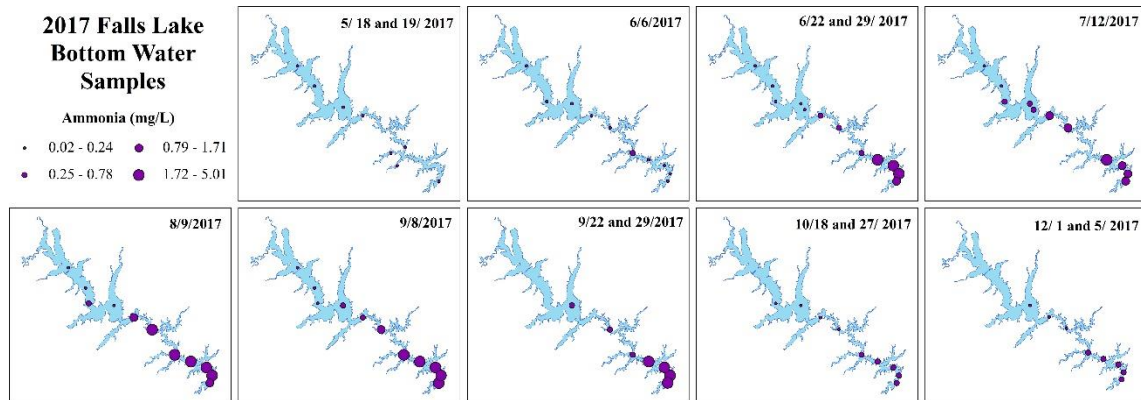 2017 Falls Lake
Bottom Water
Samples
Ammonia (mg/L)
0.02 - 0.24
0.79 - 1.71
0.25 - 0.78
1.72 - 5.01
5/ 18 and 19/ 2017
6/6/2017
6/22 and 29/ 2017
7/12/2017
8/9/2017
9/8/2017
9/22 and 29/2017
10/18 and 27/ 2017
12/ 1 and 5/ 2017